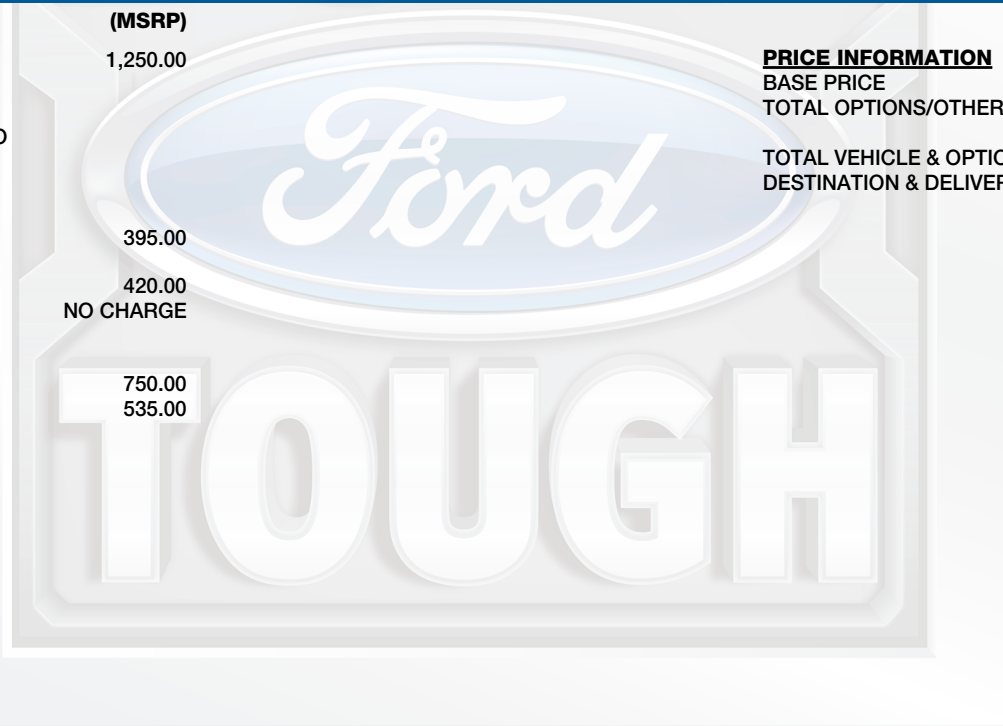 (MSRP)
1,250.00
395.00
420.00
NO CHARGE
750.00
535.00
PRICE INFORMATION
BASE PRICE
TOTAL OPTIONS/OTHER
TOTAL VEHICLE & OPTIO
DESTINATION & DELIVER
Ford
TOUGH